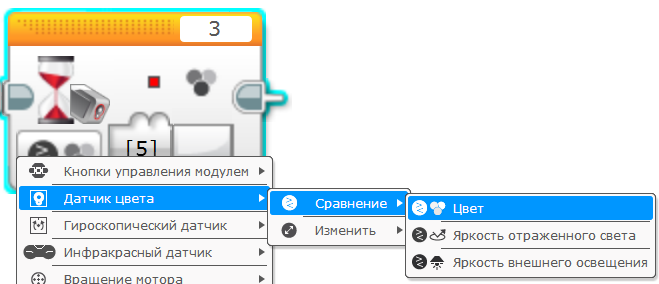 3
[5]
Кнопки управления модулем
Датчик цвета
Сравнение
Цвет
Гироскопический датчик
Изменить
Яркость отраженного света
Инфракрасный датчик
Яркость внешнего освещения
Вращение мотора